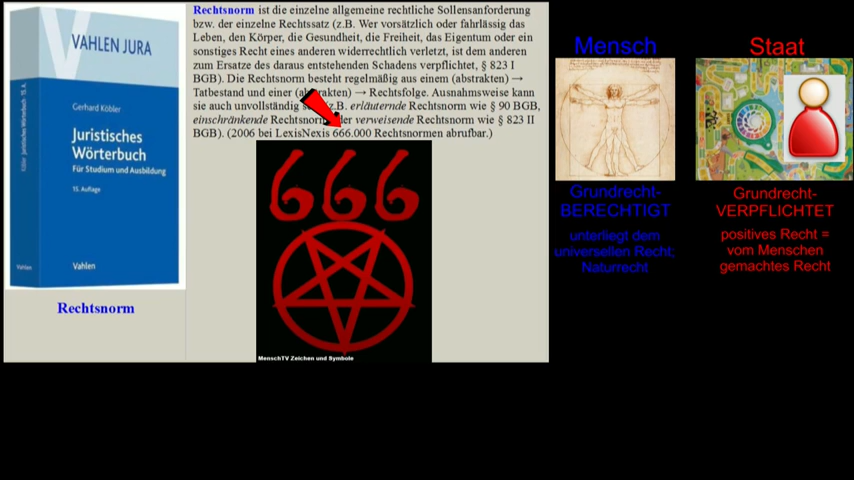 VAHLEN JURA
Gerhard Köbler
Juristisches
Wörterbuch
Für Studium und Ausbildung
15. Auflage
Vahlen
Vahlen
Rechtsnorm
Rechtsnorm ist die einzelne allgemeine rechtliche Sollensanforderung
bzw. der einzelne Rechtssatz (z.B. Wer vorsätzlich oder fahrlässig das
Leben, den Körper, die Gesundheit, die Freiheit, das Eigentum oder ein
sonstiges Recht eines anderen widerrechtlich verletzt, ist dem anderen
zum Ersatze des daraus entstehenden Schadens verpflichtet, § 823 I
BGB). Die Rechtsnorm besteht regelmäßig aus einem (abstrakten) →
Tatbestand und einer → Rechtsfolge. Ausnahmsweise kann
sie auch unvollständig erläuternde Rechtsnorm wie § 90 BGB,
einschränkende verweisende Rechtsnorm wie § 823 II
BGB). (2006 bei LexisNexis 666.000 Rechtsnormen abrufbar.)
666
MenschTV Zeichen und Symbole
Mensch
Grundrecht-
BERECHTIGT
unterliegt dem
universellen Recht;
Naturrecht
Staat
Grundrecht-
VERPFLICHTET
positives Recht =
vom Menschen
gemachtes Recht